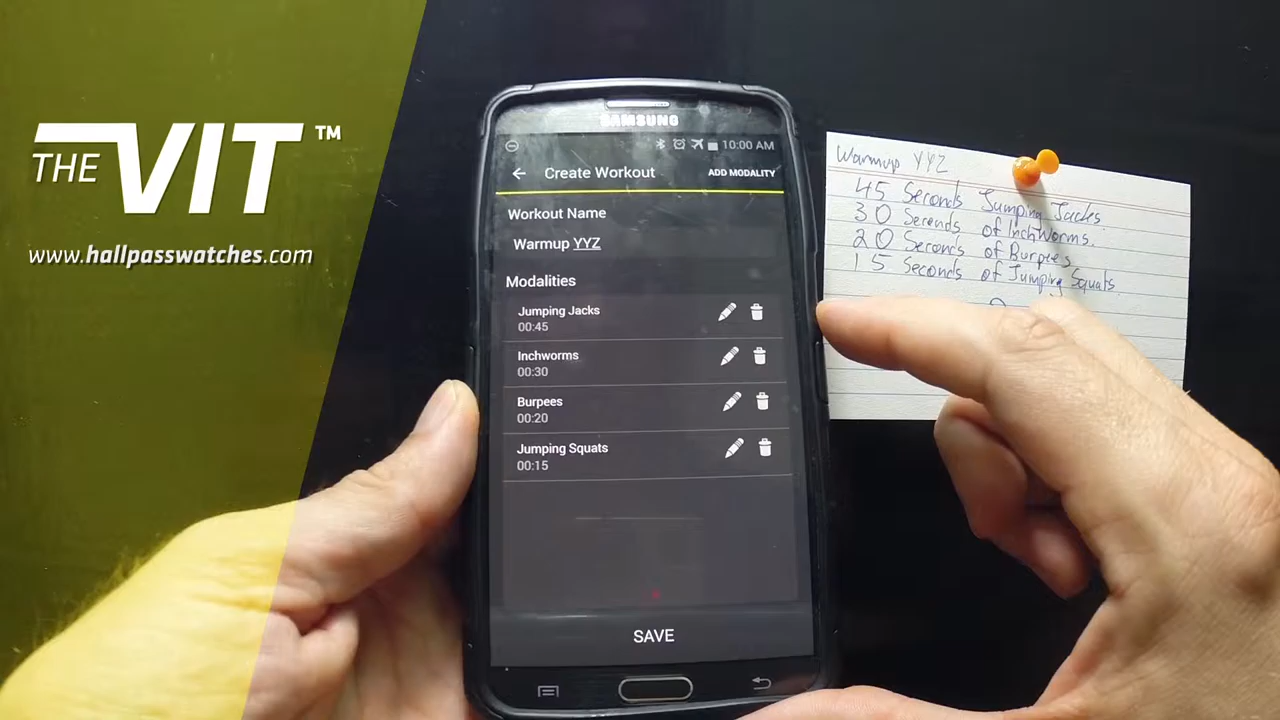 THE VIT™
www.hallpasswatches.com
SAMSUNG
10:00 AM
Create Workout
ADD MODALITY
Workout Name
Warmup YYZ
Modalities
Jumping Jacks
00:45
Inchworms
00:30
Burpees
00:20
Jumping Squats
00:15
SAVE
Warmup YYZ
45 Seconds Jumping Jacks
30 Seconds of Inchworms.
20 Seconds of Burpees
15 Seconds of Jumping Squats